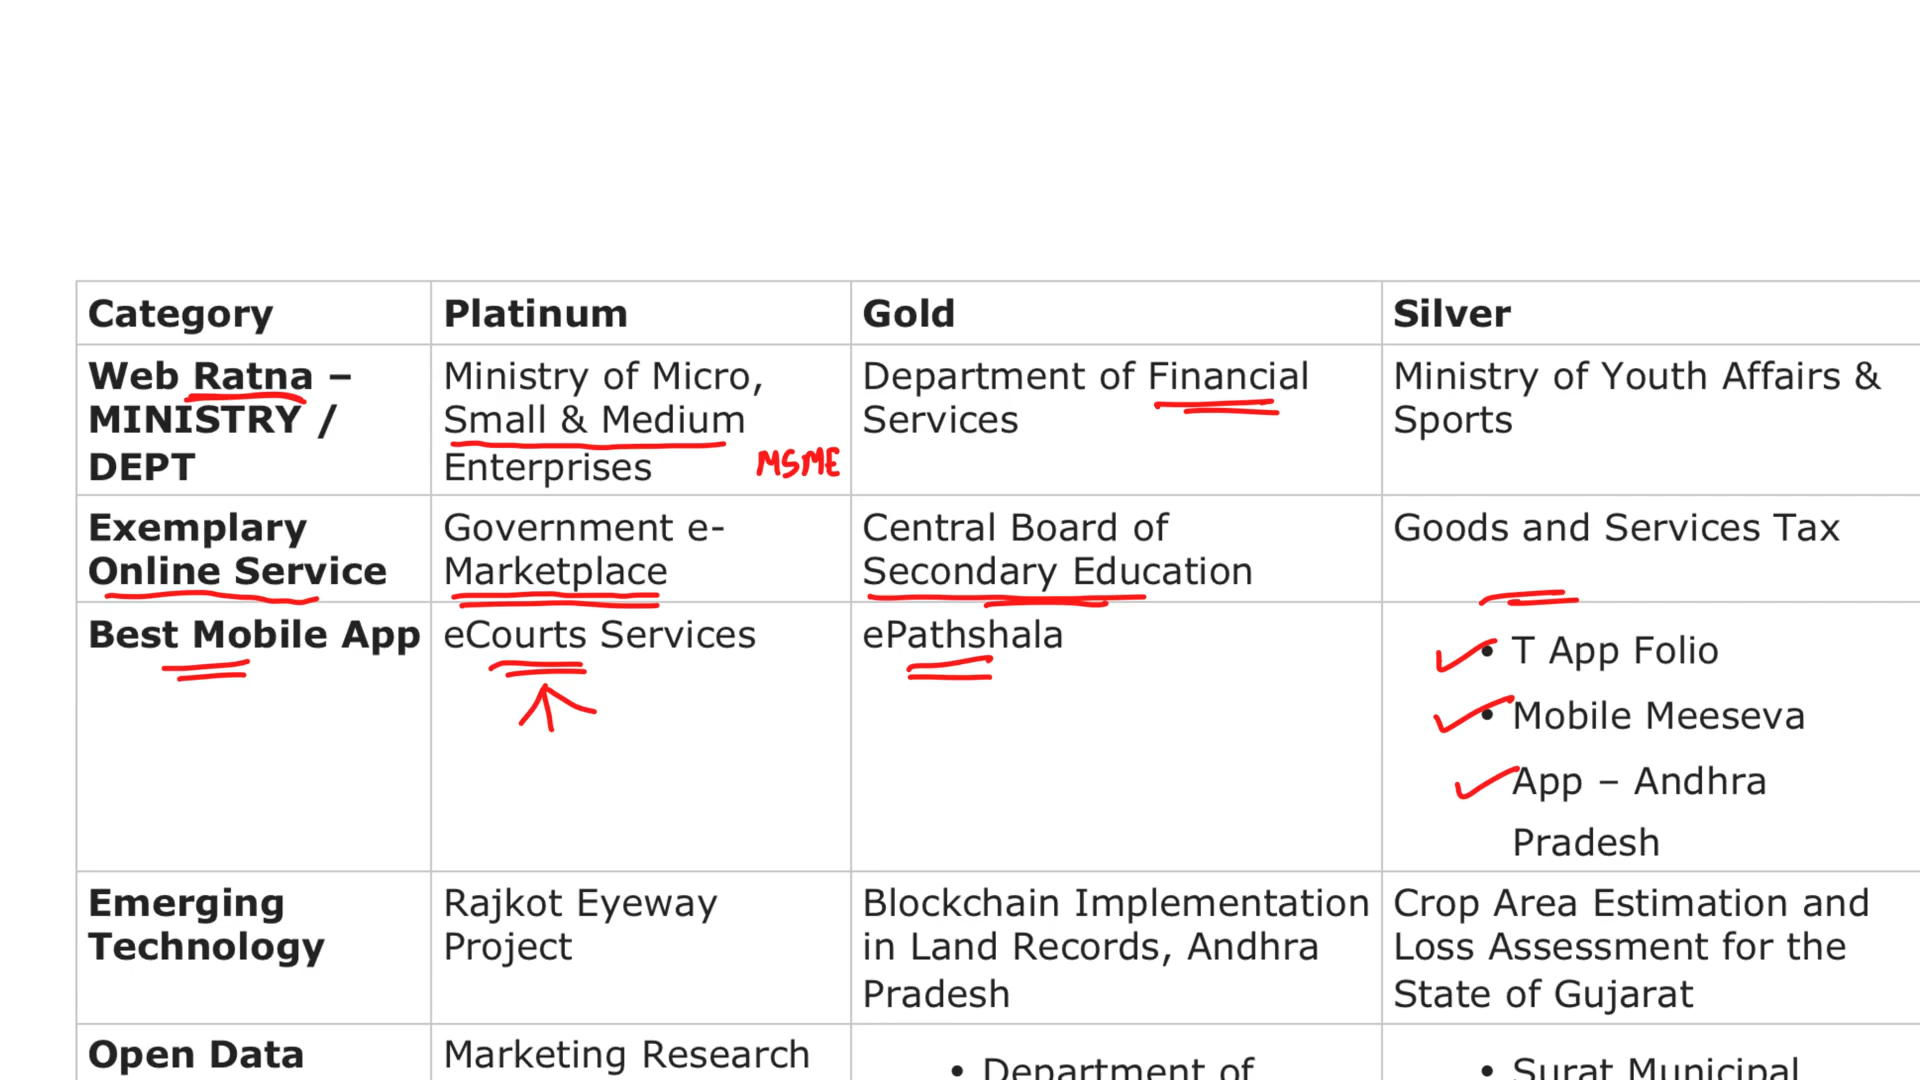 Category Platinum Gold Silver
Web Ratna –
MINISTRY /
DEPT
Ministry of Micro,
Small & Medium
Enterprises
MSME
Department of Financial
Services
Ministry of Youth Affairs &
Sports
Exemplary
Online Service
Government e-
Marketplace
Central Board of
Secondary Education
Goods and Services Tax
Best Mobile App
eCourts Services
ePathshala
• T App Folio
• Mobile Meeseva
App – Andhra
Pradesh
Emerging
Technology
Rajkot Eyeway
Project
Blockchain Implementation
in Land Records, Andhra
Pradesh
Crop Area Estimation and
Loss Assessment for the
State of Gujarat
Open Data
Marketing Research
• Department of
• Surat Municipal